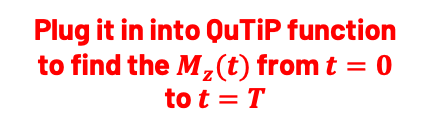 Plug it in into QuTiP function
to find the M_z(t) from t = 0
to t = T